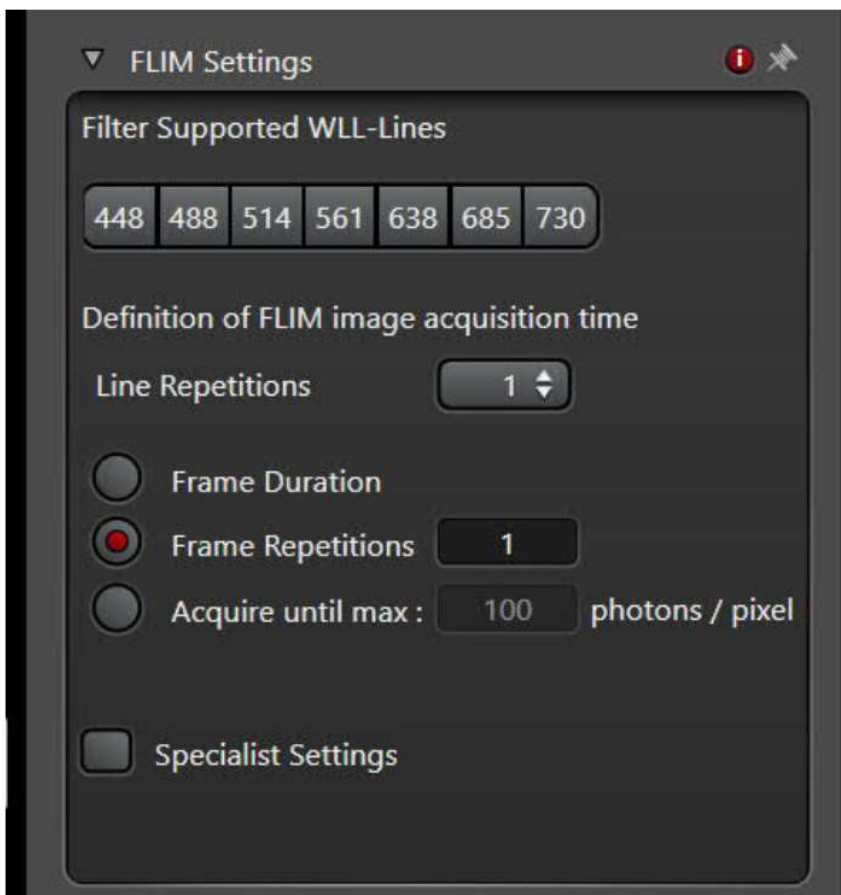 FLIM Settings
Filter Supported WLL-Lines
448 488 514 561 638 685 730
Definition of FLIM image acquisition time
Line Repetitions 1
Frame Duration
Frame Repetitions 1
Acquire until max : 100 photons / pixel
Specialist Settings